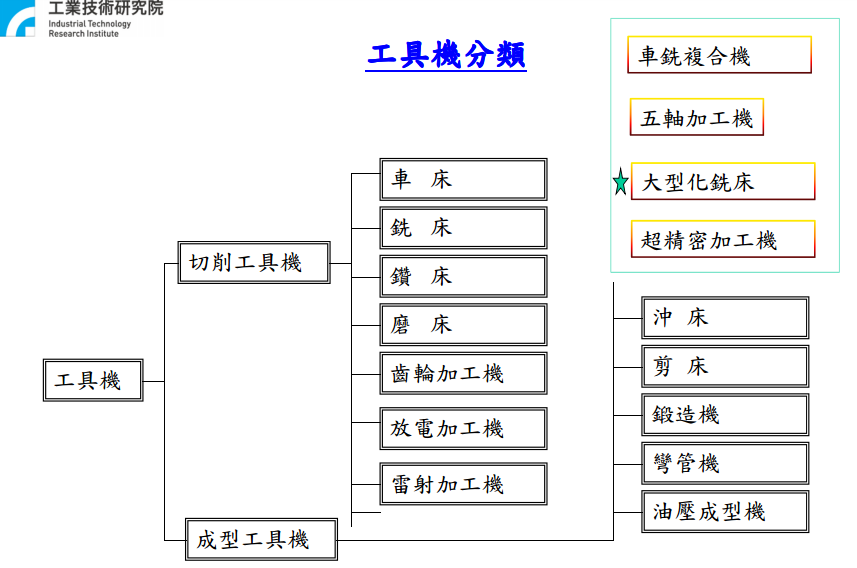 工業技術研究院
Industrial Technology
Research Institute
工具機分類
車銑複合機
五軸加工機
大型化銑床
超精密加工機
工具機
切削工具機
車 床
銑 床
鑽 床
磨 床
齒輪加工機
放電加工機
雷射加工機
成型工具機
沖 床
剪 床
鍛造機
彎管機
油壓成型機